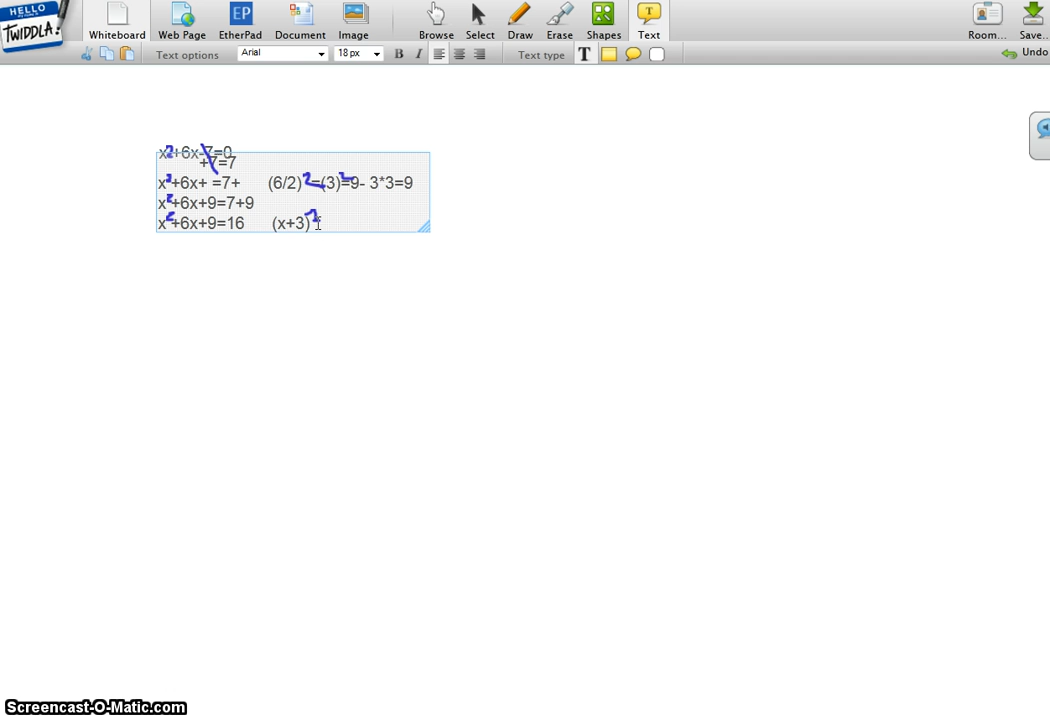 HELLO
TWIDDLA!
Whiteboard Web Page EtherPad Document Image Browse Select Draw Erase Shapes Text Room... Save...
EP T
Text options Arial 18px B I Text type T Undo
x2+6x-7=0
+7=7
x2+6x+ =7+ (6/2)2=(3)2=9- 3*3=9
x2+6x+9=7+9
x2+6x+9=16 (x+3)2
Screencast-O-Matic.com